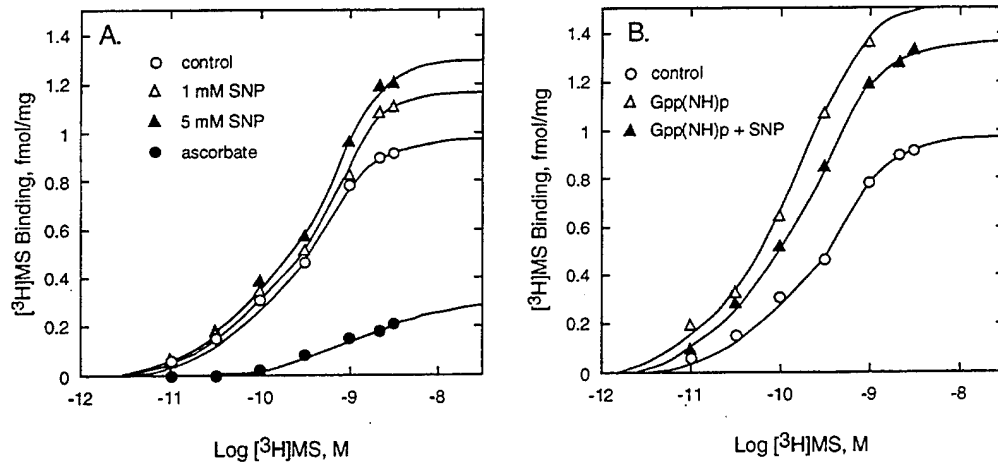 A.
control
1 mM SNP
5 mM SNP
ascorbate
[³H]MS Binding, fmol/mg
1.4
1.2
1
0.8
0.6
0.4
0.2
0
-12
-11
-10
-9
-8
Log [³H]MS, M
B.
control
Gpp(NH)p
Gpp(NH)p + SNP
[³H]MS Binding, fmol/mg
1.4
1.2
1
0.8
0.6
0.4
0.2
0
-12
-11
-10
-9
-8
Log [³H]MS, M